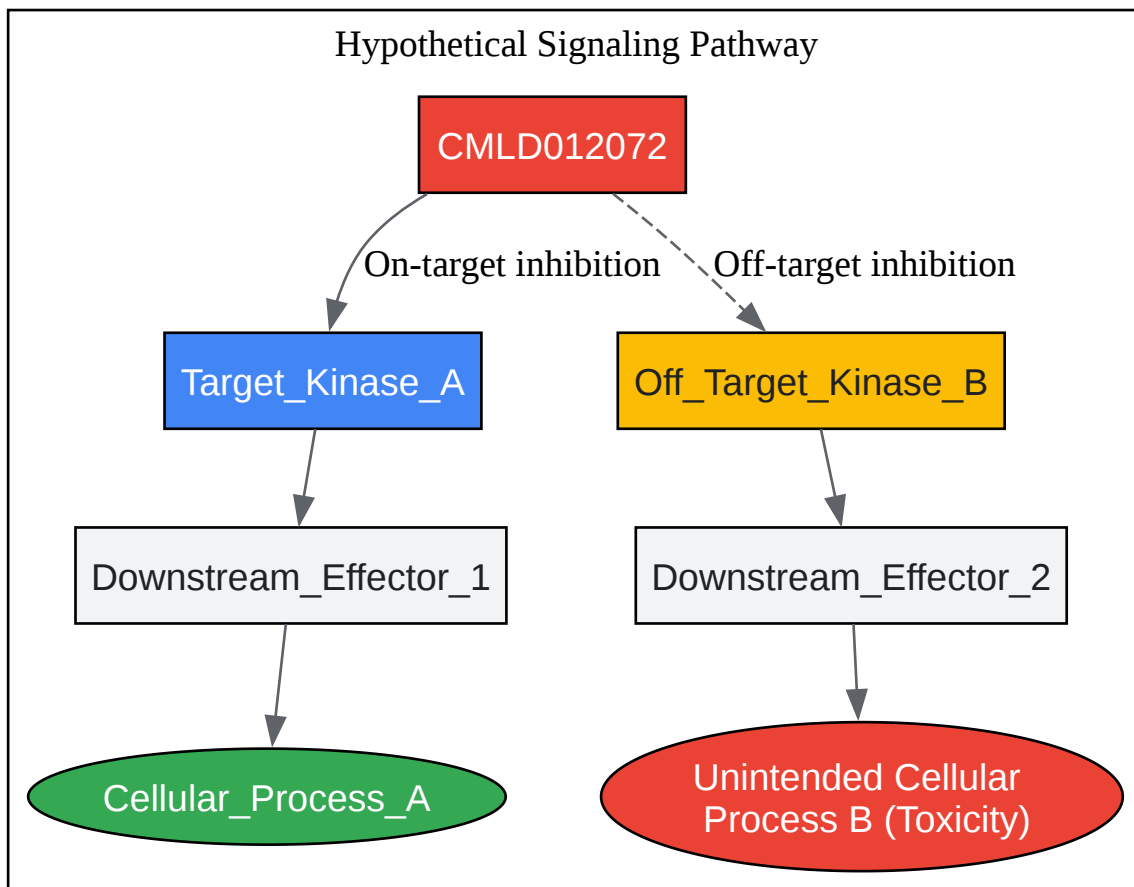 Hypothetical Signaling Pathway
CMLD012072
On-target inhibition
Off-target inhibition
Target_Kinase_A
Off_Target_Kinase_B
Downstream_Effector_1
Downstream_Effector_2
Cellular_Process_A
Unintended Cellular
Process B (Toxicity)